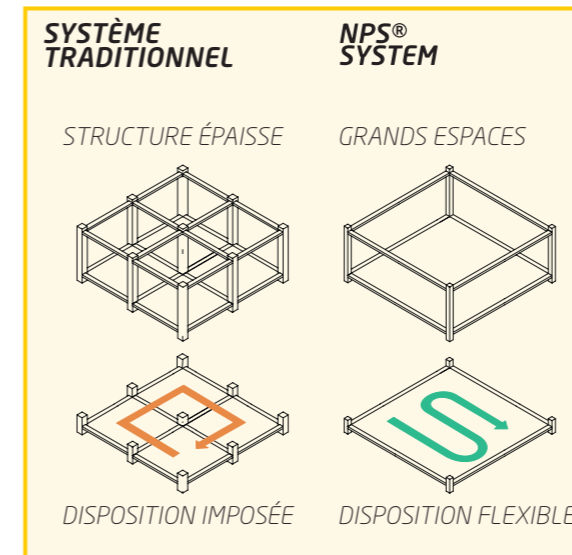 SYSTÈME
TRADITIONNEL
NPS®
SYSTEM
STRUCTURE ÉPAISSE
GRANDS ESPACES
DISPOSITION IMPOSÉE
DISPOSITION FLEXIBLE